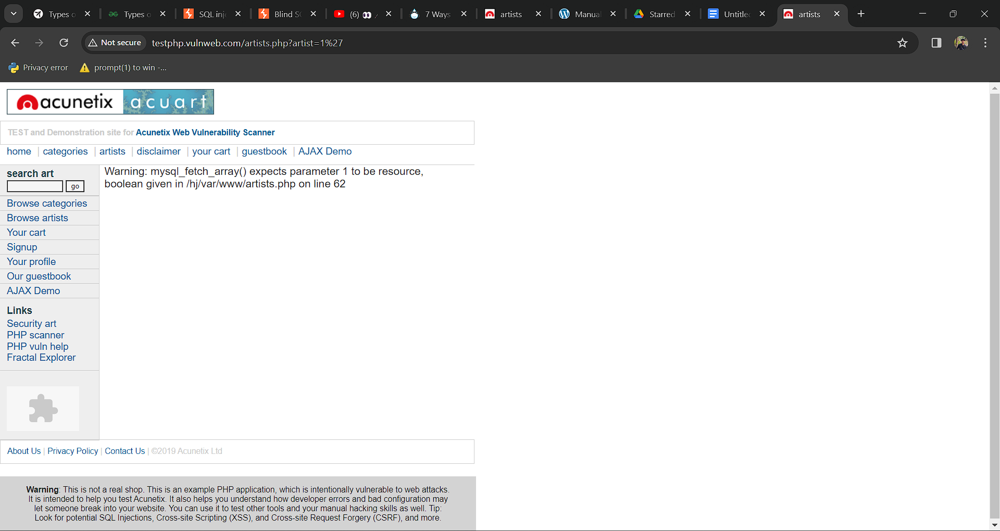 Types o
Types o
SQL inj
Blind S
(6)
7 Ways
artists
Manual
Starred
Untitled
artists
Not secure
testphp.vulnweb.com/artists.php?artist=1%27
Privacy error
prompt(1) to win -...
acunetix acuart
TEST and Demonstration site for Acunetix Web Vulnerability Scanner
home | categories | artists | disclaimer | your cart | guestbook | AJAX Demo
search art
go
Browse categories
Browse artists
Your cart
Signup
Your profile
Our guestbook
AJAX Demo
Links
Security art
PHP scanner
PHP vuln help
Fractal Explorer
Warning: mysql_fetch_array() expects parameter 1 to be resource,
boolean given in /hj/var/www/artists.php on line 62
About Us | Privacy Policy | Contact Us | ©2019 Acunetix Ltd
Warning: This is not a real shop. This is an example PHP application, which is intentionally vulnerable to web attacks.
It is intended to help you test Acunetix. It also helps you understand how developer errors and bad configuration may
let someone break into your website. You can use it to test other tools and your manual hacking skills as well. Tip:
Look for potential SQL Injections, Cross-site Scripting (XSS), and Cross-site Request Forgery (CSRF), and more.